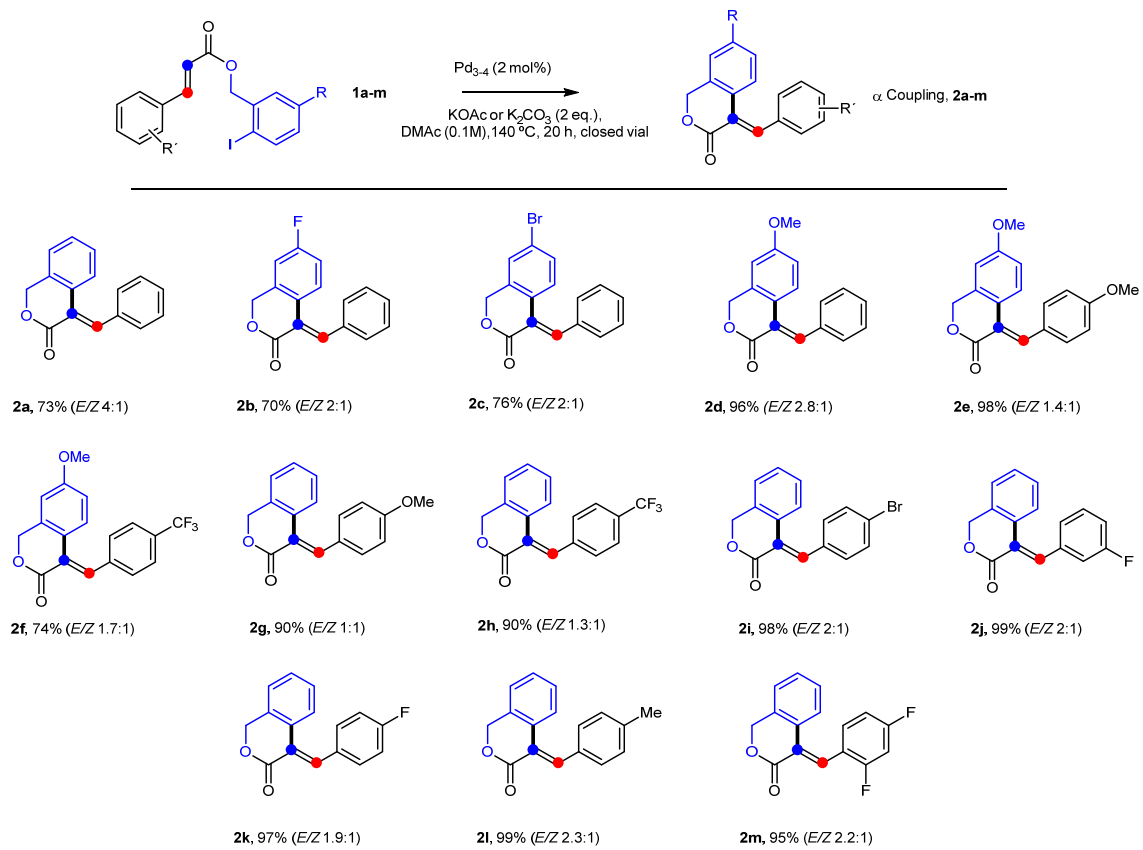 O
O
R´
I
R
1a-m
Pd3-4 (2 mol%)
KOAc or K2CO3 (2 eq.),
DMAc (0.1M),140 ºC, 20 h, closed vial
R
O
O
R´
α Coupling, 2a-m
O
O
2a, 73% (E/Z 4:1)
F
O
O
2b, 70% (E/Z 2:1)
Br
O
O
2c, 76% (E/Z 2:1)
OMe
O
O
2d, 96% (E/Z 2.8:1)
OMe
OMe
O
O
2e, 98% (E/Z 1.4:1)
OMe
CF3
O
O
2f, 74% (E/Z 1.7:1)
OMe
O
O
2g, 90% (E/Z 1:1)
CF3
O
O
2h, 90% (E/Z 1.3:1)
Br
O
O
2i, 98% (E/Z 2:1)
F
O
O
2j, 99% (E/Z 2:1)
F
O
O
2k, 97% (E/Z 1.9:1)
Me
O
O
2l, 99% (E/Z 2.3:1)
F
O
O
F
2m, 95% (E/Z 2.2:1)